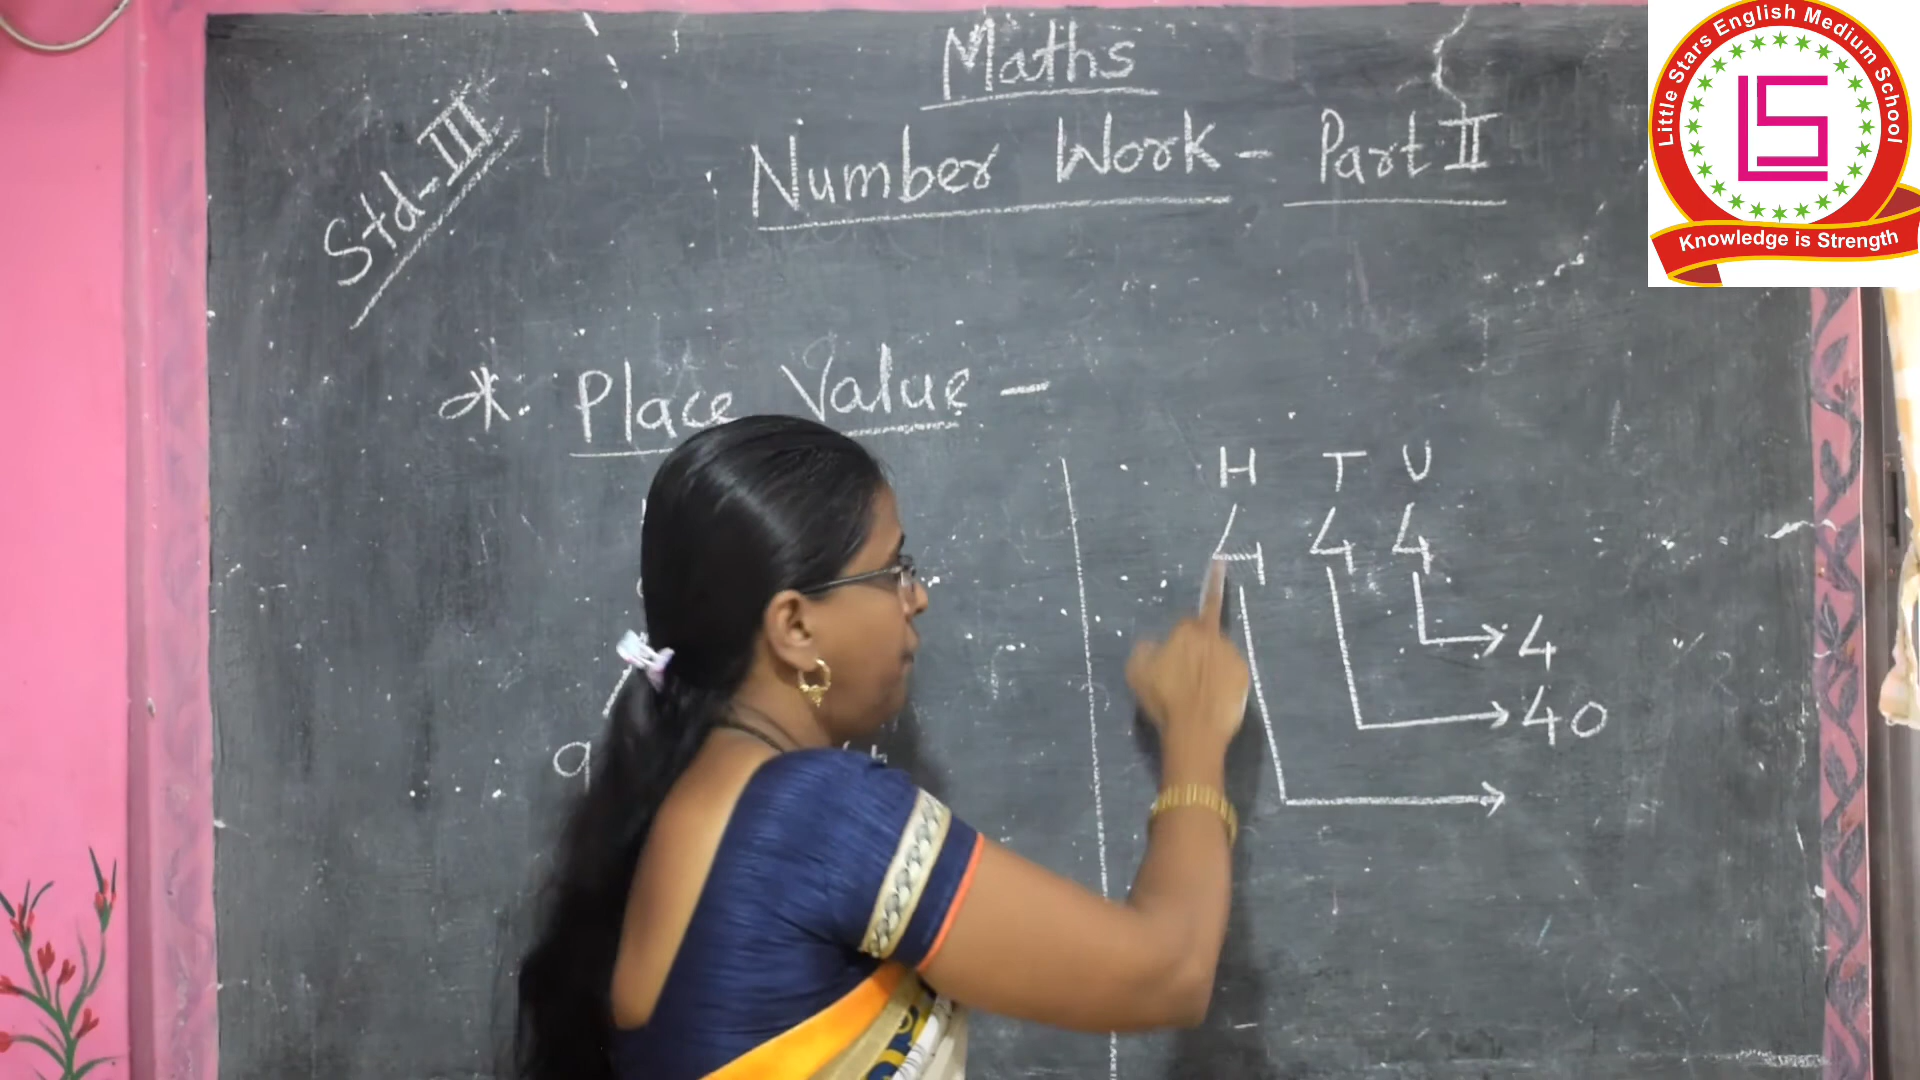 Maths
Std-III
Number Work - Part II
Place Value -
H T U
4 4 4
4
40
Little Stars English Medium School
LS
Knowledge is Strength